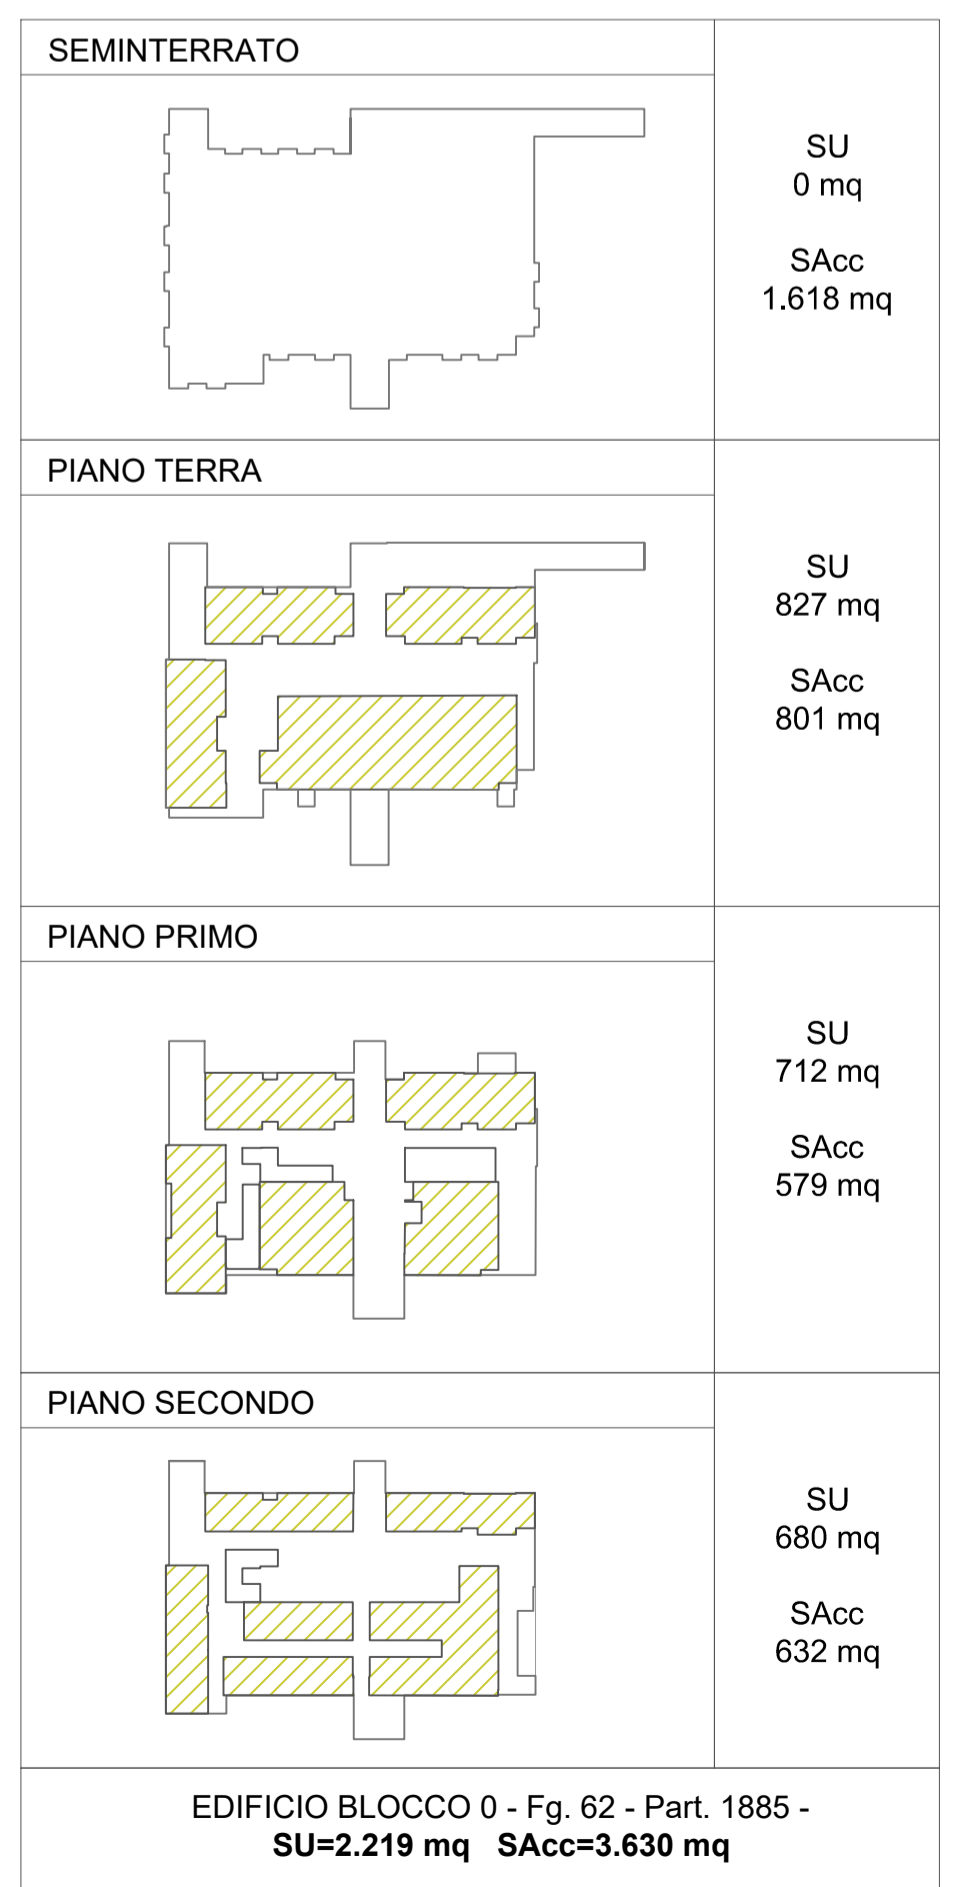 SEMINTERRATO
SU
0 mq
SAcc
1.618 mq
PIANO TERRA
SU
827 mq
SAcc
801 mq
PIANO PRIMO
SU
712 mq
SAcc
579 mq
PIANO SECONDO
SU
680 mq
SAcc
632 mq
EDIFICIO BLOCCO 0 - Fg. 62 - Part. 1885 -
SU=2.219 mq SAcc=3.630 mq